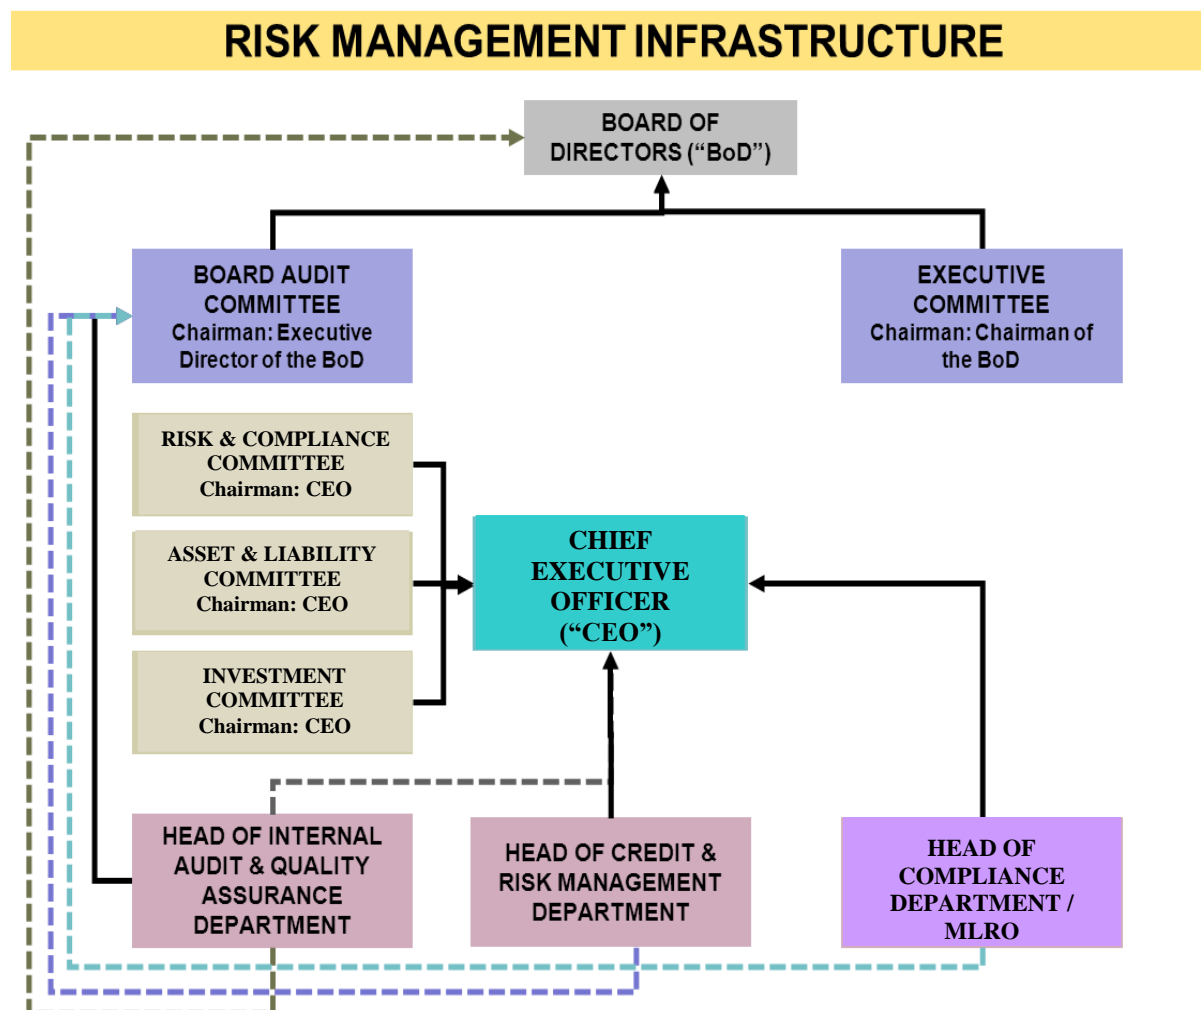 RISK MANAGEMENT INFRASTRUCTURE
BOARD OF
DIRECTORS (“BoD”)
BOARD AUDIT
COMMITTEE
Chairman: Executive
Director of the BoD
EXECUTIVE
COMMITTEE
Chairman: Chairman of
the BoD
RISK & COMPLIANCE
COMMITTEE
Chairman: CEO
ASSET & LIABILITY
COMMITTEE
Chairman: CEO
INVESTMENT
COMMITTEE
Chairman: CEO
CHIEF
EXECUTIVE
OFFICER
(“CEO”)
HEAD OF INTERNAL
AUDIT & QUALITY
ASSURANCE
DEPARTMENT
HEAD OF CREDIT &
RISK MANAGEMENT
DEPARTMENT
HEAD OF
COMPLIANCE
DEPARTMENT /
MLRO